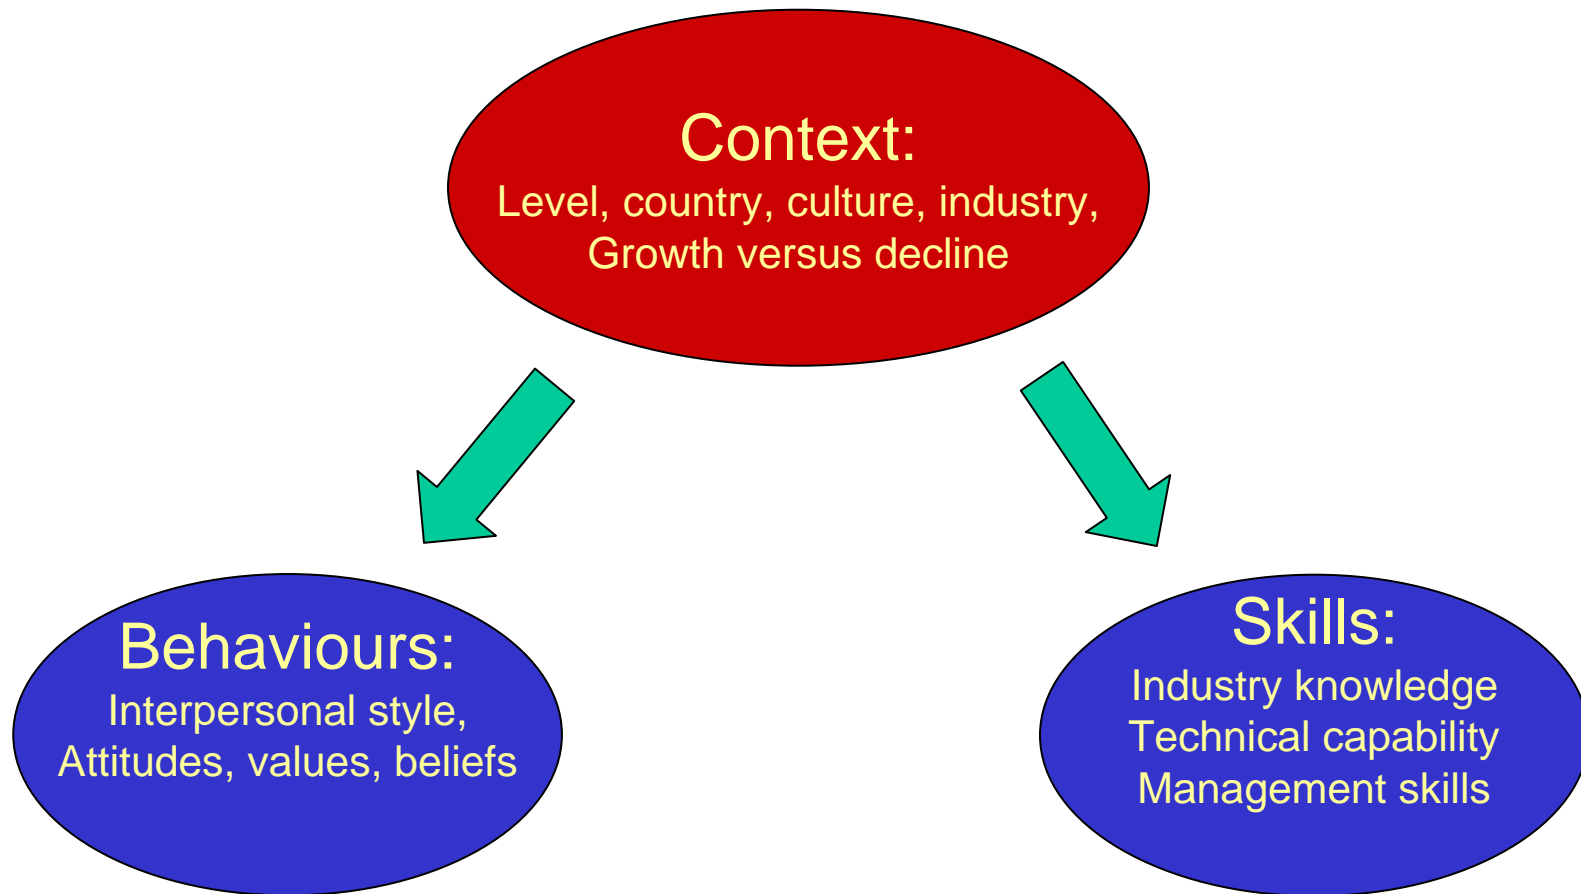 Context:
Level, country, culture, industry,
Growth versus decline
Behaviours:
Interpersonal style,
Attitudes, values, beliefs
Skills:
Industry knowledge
Technical capability
Management skills